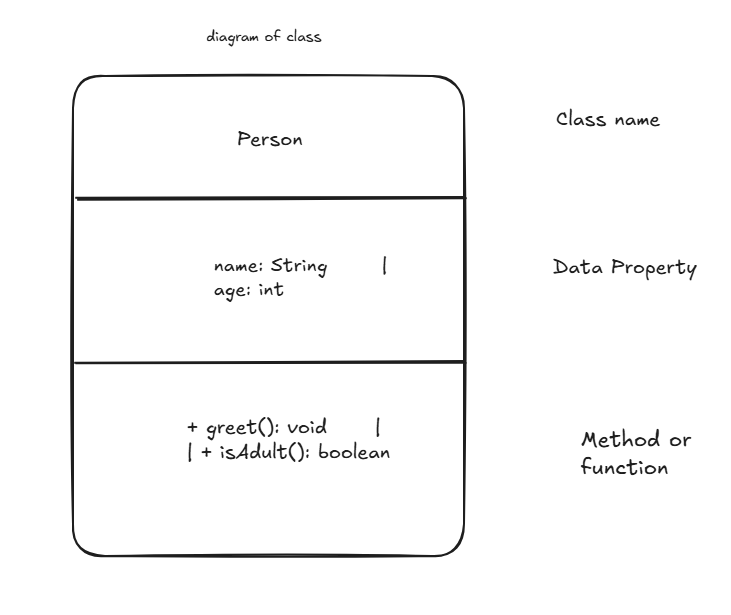 diagram of class
Class name
Person
name: String |
age: int
Data Property
+ greet(): void |
| + isAdult(): boolean
Method or
function